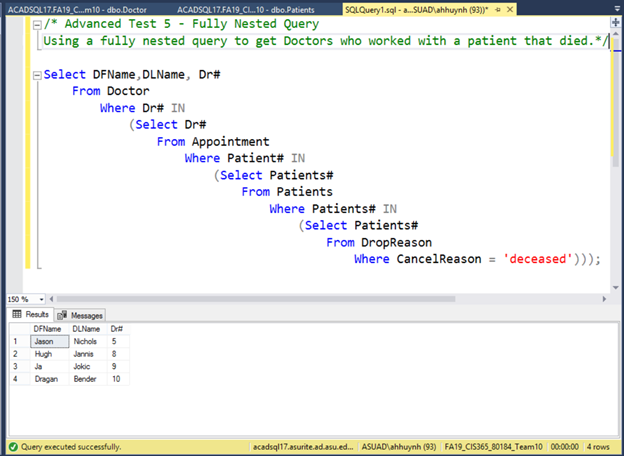 ACADSQL17.FA19_C...m10 - dbo.Doctor
ACADSQL17.FA19_Cl...10 - dbo.Patients
SQLQuery1.sql - a...SUAD\ahhuynh (93))*
/* Advanced Test 5 - Fully Nested Query
Using a fully nested query to get Doctors who worked with a patient that died.*/
Select DFName,DLName, Dr#
From Doctor
Where Dr# IN
(Select Dr#
From Appointment
Where Patient# IN
(Select Patients#
From Patients
Where Patients# IN
(Select Patients#
From DropReason
Where CancelReason = 'deceased')));
150 %
Results Messages
DFName DLName Dr#
1 Jason Nichols 5
2 Hugh Jannis 8
3 Ja Jokic 9
4 Dragan Bender 10
Query executed successfully. acadsql17.asurite.ad.asu.ed... ASUAD\ahhuynh (93) FA19_CIS365_80184_Team10 00:00:00 4 rows